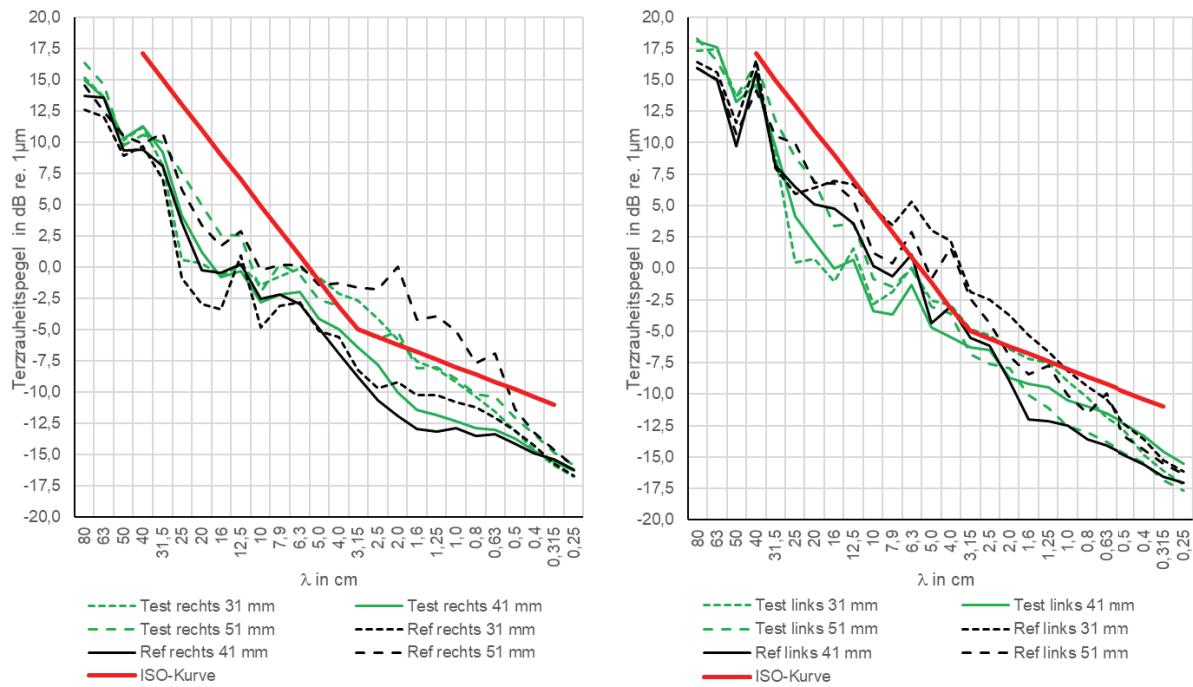 Terzrauheitspegel in dB re. 1µm
20,0
17,5
15,0
12,5
10,0
7,5
5,0
2,5
0,0
-2,5
-5,0
-7,5
-10,0
-12,5
-15,0
-17,5
-20,0
80 63 50 40 31,5 25 20 16 12,5 10 7,9 6,3 5,0 4,0 3,15 2,5 2,0 1,6 1,25 1,0 0,8 0,63 0,5 0,4 0,315 0,25
λ in cm
Test rechts 31 mm Test rechts 41 mm
Test rechts 51 mm Ref rechts 31 mm
Ref rechts 41 mm Ref rechts 51 mm
ISO-Kurve
Terzrauheitspegel in dB re. 1µm
20,0
17,5
15,0
12,5
10,0
7,5
5,0
2,5
0,0
-2,5
-5,0
-7,5
-10,0
-12,5
-15,0
-17,5
-20,0
80 63 50 40 31,5 25 20 16 12,5 10 7,9 6,3 5,0 4,0 3,15 2,5 2,0 1,6 1,25 1,0 0,8 0,63 0,5 0,4 0,315 0,25
λ in cm
Test links 31 mm Test links 41 mm
Test links 51 mm Ref links 31 mm
Ref links 41 mm Ref links 51 mm
ISO-Kurve